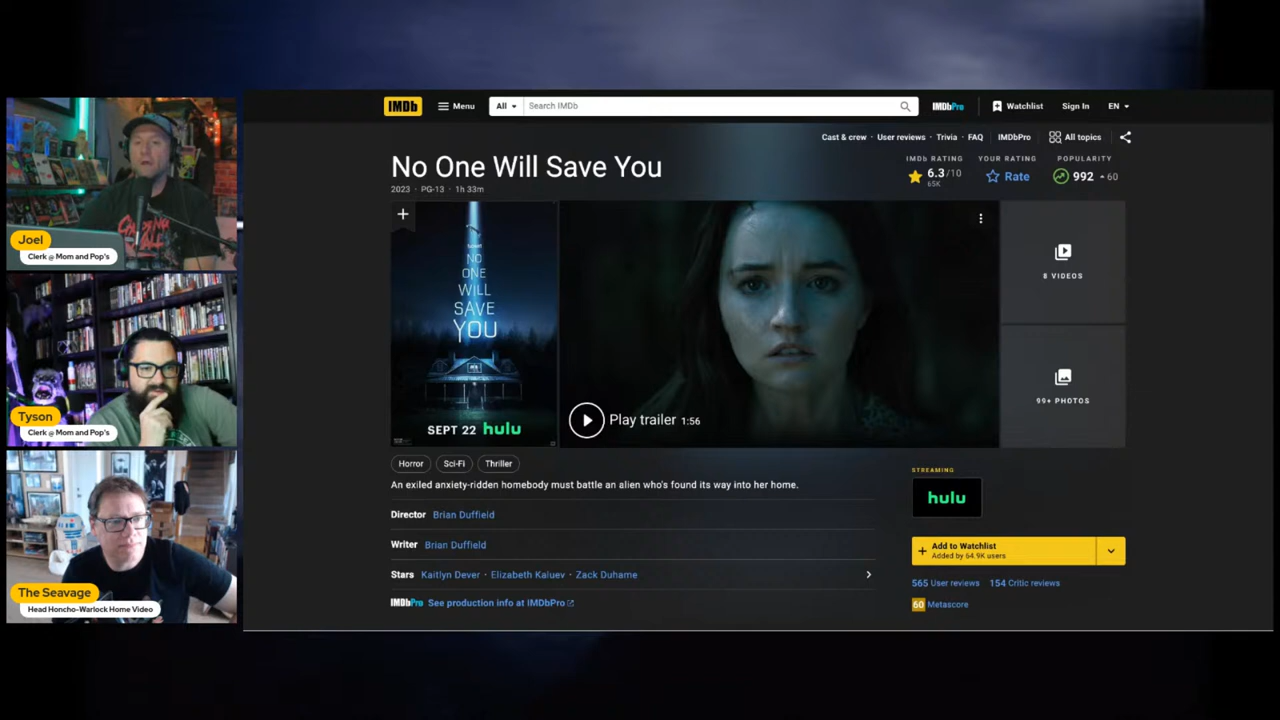 Joel
Clerk @ Mom and Pop's
Tyson
Clerk @ Mom and Pop's
The Seavage
Head Honcho-Warlock Home Video
IMDb
Menu
All
Search IMDb
IMDbPro
Watchlist
Sign In
EN
Cast & crew · User reviews · Trivia · FAQ
IMDbPro
All topics
No One Will Save You
2023 · PG-13 · 1h 33m
IMDb RATING
6.3/10
65K
YOUR RATING
Rate
POPULARITY
992
60
NO
ONE
WILL
SAVE
YOU
SEPT 22 hulu
Play trailer 1:56
8 VIDEOS
99+ PHOTOS
Horror
Sci-Fi
Thriller
An exiled anxiety-ridden homebody must battle an alien who's found its way into her home.
Director Brian Duffield
Writer Brian Duffield
Stars Kaitlyn Dever · Elizabeth Kaluev · Zack Duhame
IMDbPro See production info at IMDbPro
STREAMING
hulu
Add to Watchlist
Added by 64.9K users
565 User reviews
154 Critic reviews
60 Metascore